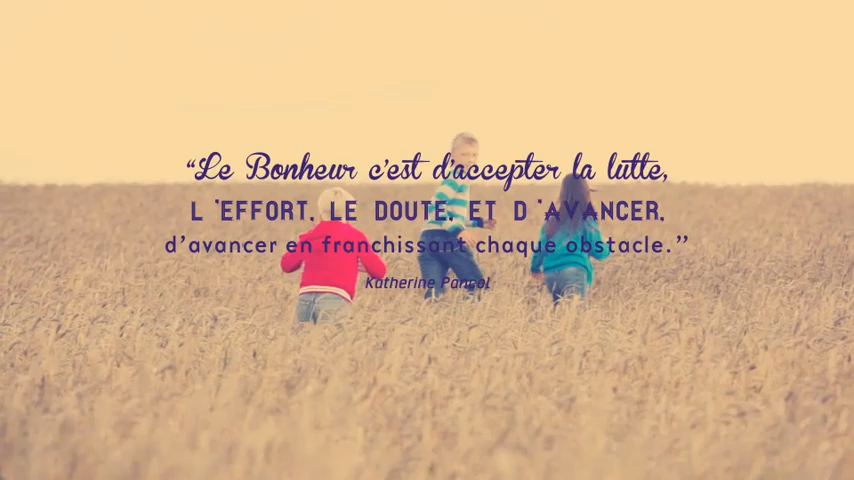 “Le Bonheur c'est d'accepter la lutte,
L 'EFFORT, LE DOUTE, ET D 'AVANCER,
d’avancer en franchissant chaque obstacle.”
Katherine Pancol